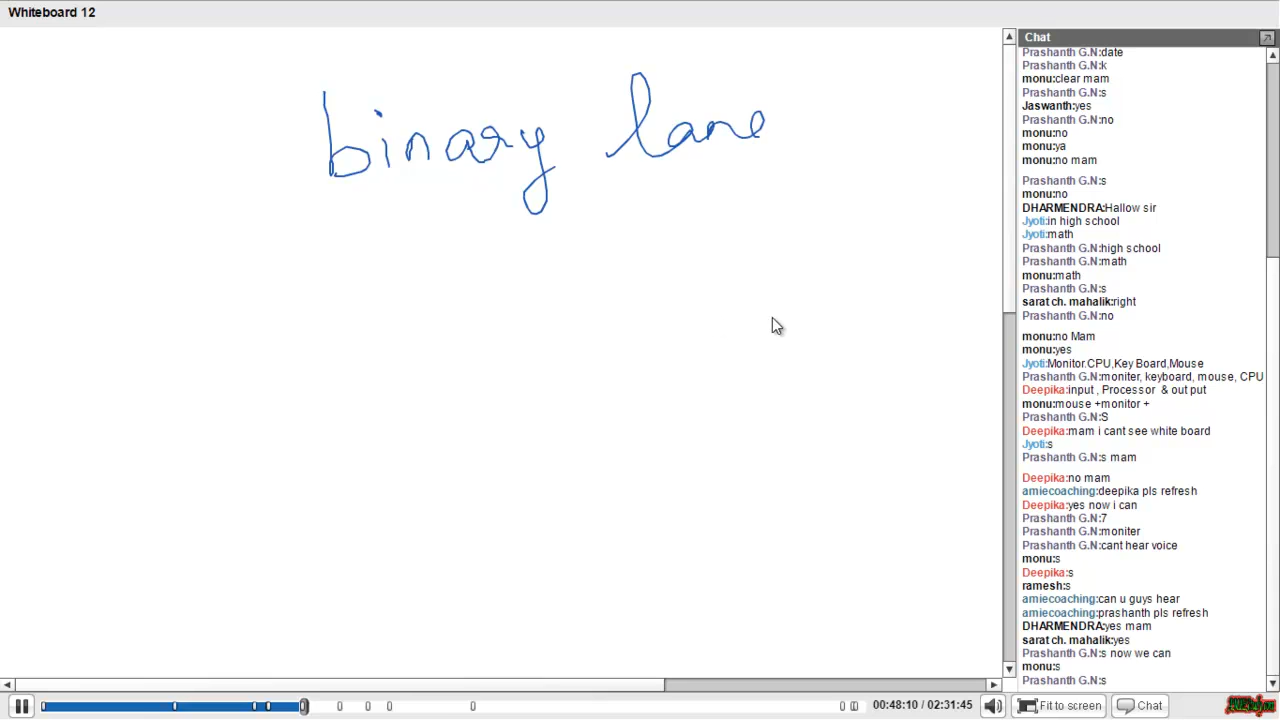 Whiteboard 12
binary lane
Chat
Prashanth G.N:date
Prashanth G.N:k
monu:clear mam
Prashanth G.N:s
Jaswanth:yes
Prashanth G.N:no
monu:no
monu:ya
monu:no mam
Prashanth G.N:s
monu:no
DHARMENDRA:Hallow sir
Jyoti:in high school
Jyoti:math
Prashanth G.N:high school
Prashanth G.N:math
monu:math
Prashanth G.N:s
sarat ch. mahalik:right
Prashanth G.N:no
monu:no Mam
monu:yes
Jyoti:Monitor.CPU,Key Board,Mouse
Prashanth G.N:moniter, keyboard, mouse, CPU
Deepika:input , Processor & out put
monu:mouse +monitor +
Prashanth G.N:S
Deepika:mam i cant see white board
Jyoti:s
Prashanth G.N:s mam
Deepika:no mam
amiecoaching:deepika pls refresh
Deepika:yes now i can
Prashanth G.N:7
Prashanth G.N:moniter
Prashanth G.N:cant hear voice
monu:s
Deepika:s
ramesh:s
amiecoaching:can u guys hear
amiecoaching:prashanth pls refresh
DHARMENDRA:yes mam
sarat ch. mahalik:yes
Prashanth G.N:s now we can
monu:s
Prashanth G.N:s
00:48:10 / 02:31:45
Fit to screen
Chat